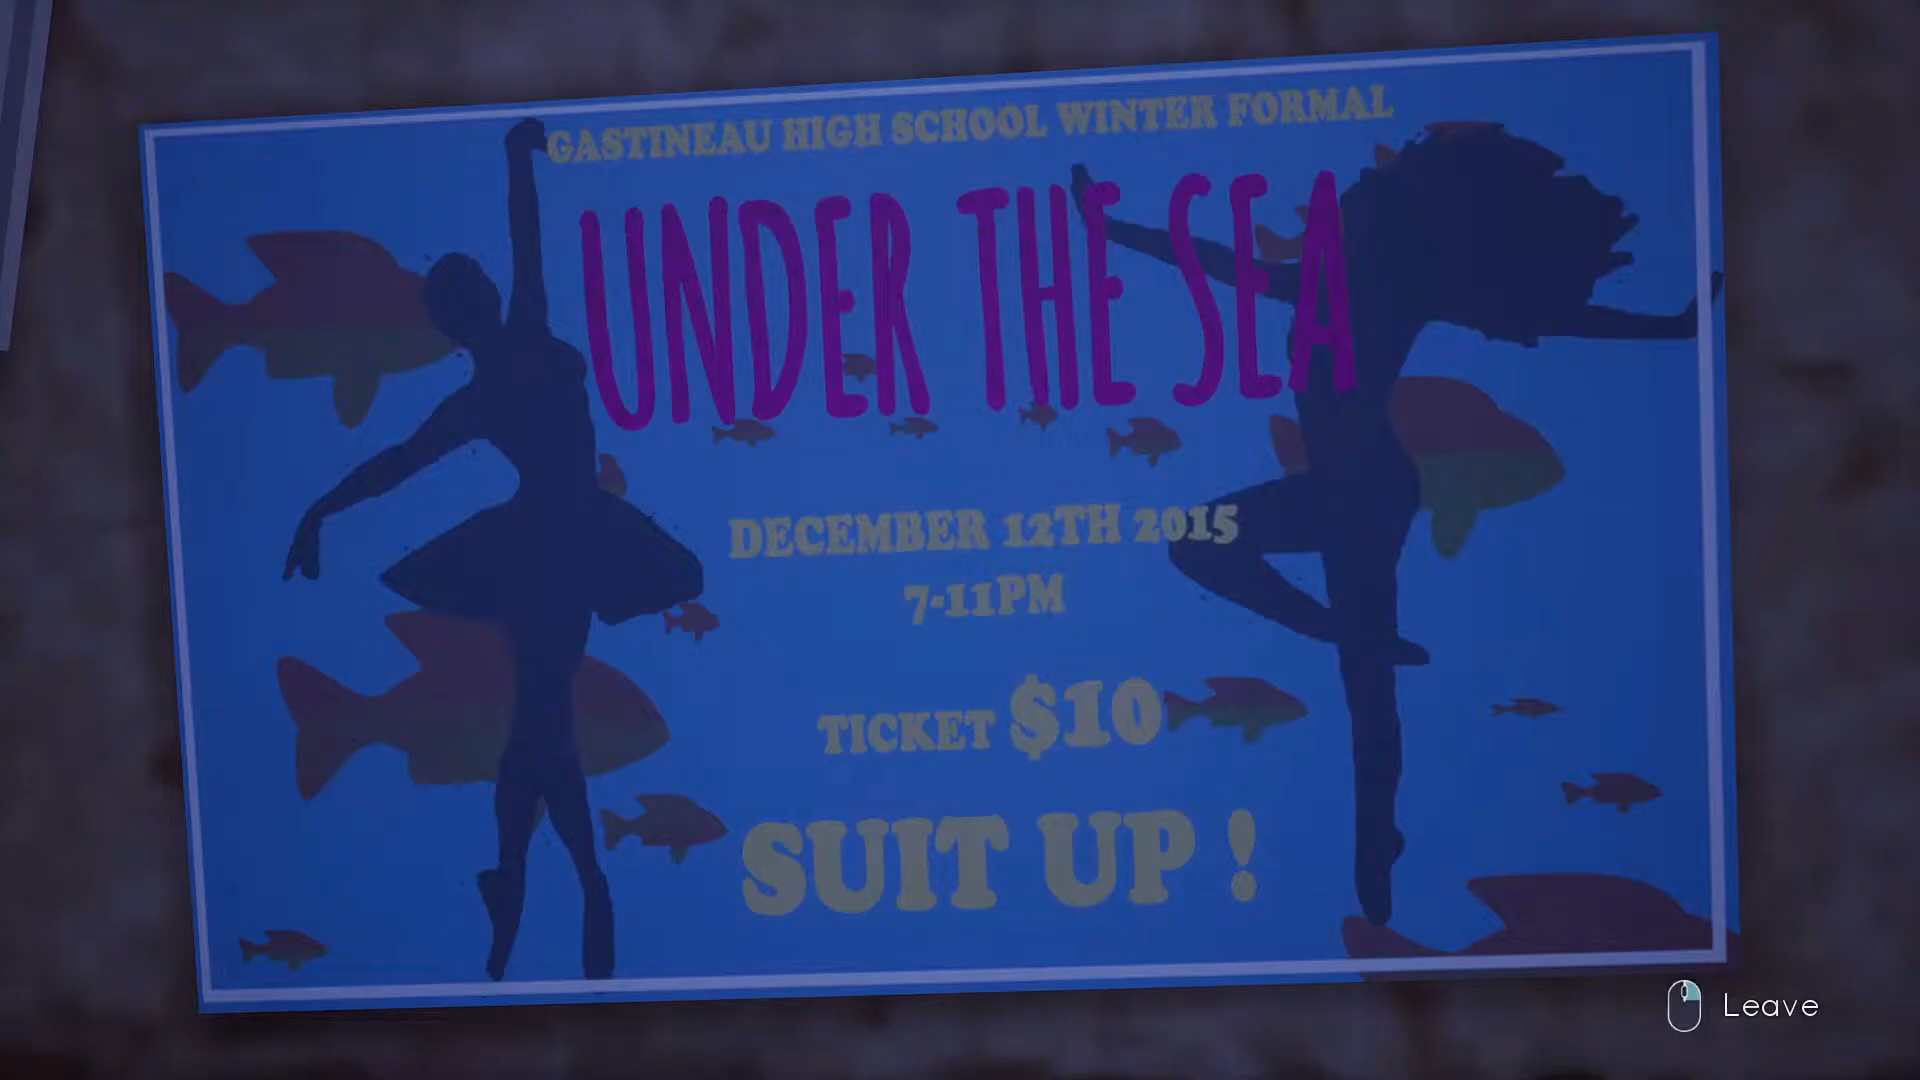 GASTINEAU HIGH SCHOOL WINTER FORMAL
UNDER THE SEA
DECEMBER 12TH 2015
7-11PM
TICKET $10
SUIT UP !
Leave